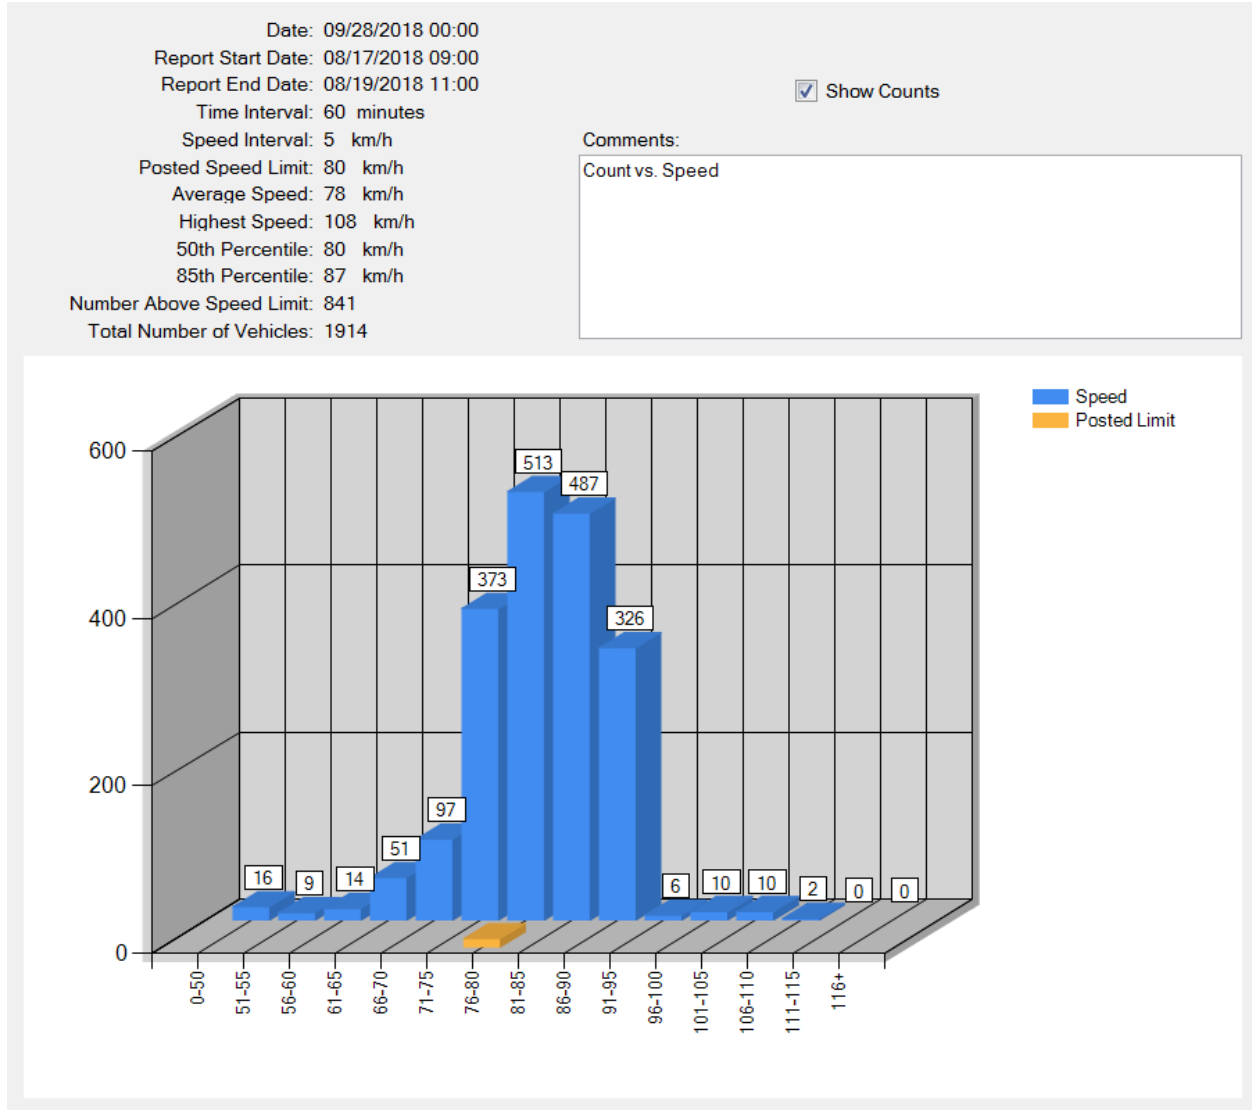 Date: 09/28/2018 00:00
Report Start Date: 08/17/2018 09:00
Report End Date: 08/19/2018 11:00
Time Interval: 60 minutes
Speed Interval: 5 km/h
Posted Speed Limit: 80 km/h
Average Speed: 78 km/h
Highest Speed: 108 km/h
50th Percentile: 80 km/h
85th Percentile: 87 km/h
Number Above Speed Limit: 841
Total Number of Vehicles: 1914
Show Counts
Comments:
Count vs. Speed
Speed
Posted Limit
600
400
200
0
16
9
14
51
97
373
513
487
326
6
10
10
2
0
0
0-50
51-55
56-60
61-65
66-70
71-75
76-80
81-85
86-90
91-95
96-100
101-105
106-110
111-115
116+